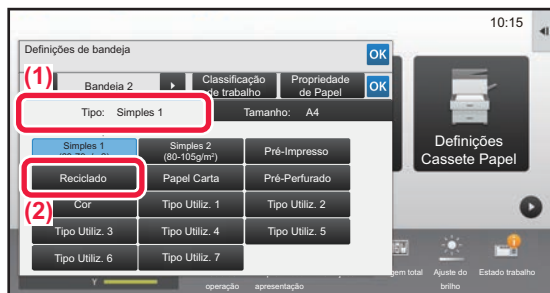 10:15
Definições de bandeja
OK
(1)
Bandeja 2
Classificação de trabalho
Propriedade de Papel
OK
Tipo: Simples 1
Tamanho: A4
Simples 1
Simples 2
(80-105g/m²)
Pré-Impresso
Reciclado
Papel Carta
Pré-Perfurado
(2)
Cor
Tipo Utiliz. 1
Tipo Utiliz. 2
Tipo Utiliz. 3
Tipo Utiliz. 4
Tipo Utiliz. 5
Tipo Utiliz. 6
Tipo Utiliz. 7
Definições
Cassete Papel
Y
operação
apresentação
total
Ajuste do
brilho
Estado trabalho